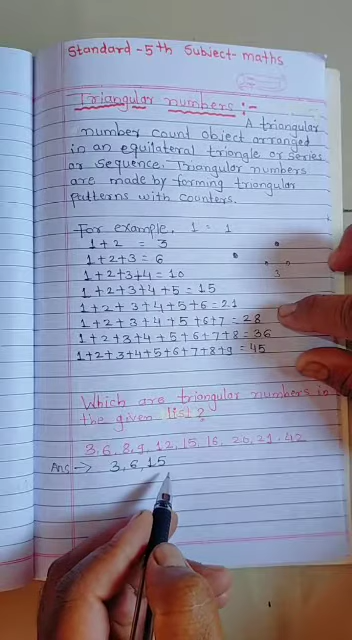 Standard - 5th Subject - maths
Triangular numbers :-
A triangular
number count object arranged
in an equilateral triangle or series
or sequence. Triangular numbers
are made by forming triangular
patterns with counters.
For example. 1 = 1
1+2 = 3
1+2+3 = 6
1+2+3+4 = 10
3
1+2+3+4+5 = 15
1+2+3+4+5+6 = 21
1+2+3+4+5+6+7 = 28
1+2+3+4+5+6+7+8 = 36
1+2+3+4+5+6+7+8+9 = 45
Which are triangular numbers in
the given list?
3, 6, 8, 9, 12, 15, 16, 20, 21, 42
Ans -> 3, 6, 15